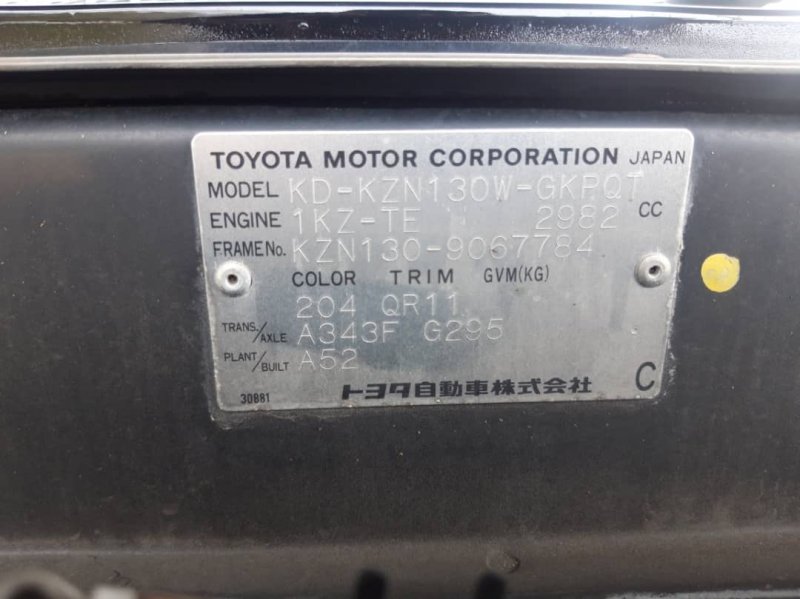 TOYOTA MOTOR CORPORATION JAPAN
MODEL KD-KZN130W-GKPQT
ENGINE 1KZ-TE 2982 CC
FRAME No. KZN130-9067784
COLOR TRIM GVM(KG)
204 QR11
TRANS./AXLE A343F G295
PLANT/BUILT A52
30881 トヨタ自動車株式会社 C